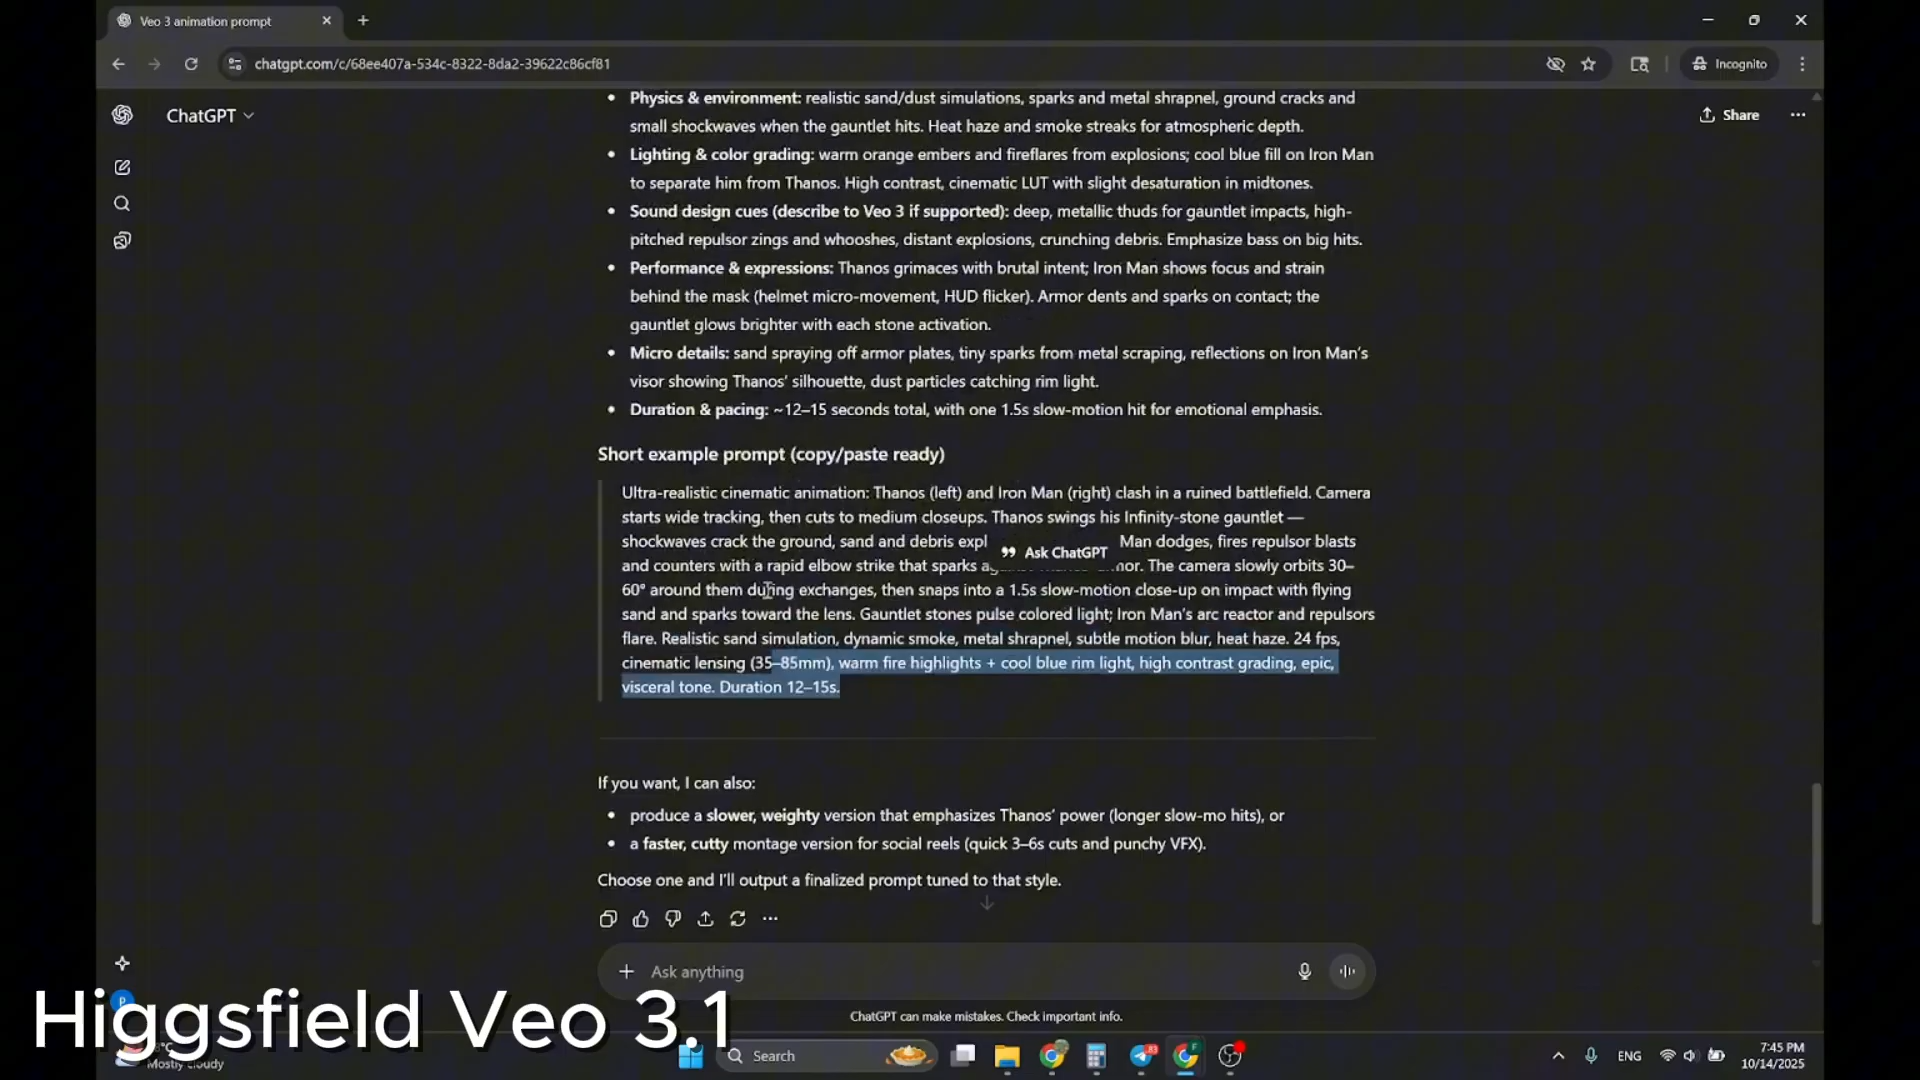 Veo 3 animation prompt
chatgpt.com/c/68ee407a-534c-8322-8da2-39622c86cf81
Incognito
ChatGPT
Share
Physics & environment: realistic sand/dust simulations, sparks and metal shrapnel, ground cracks and
small shockwaves when the gauntlet hits. Heat haze and smoke streaks for atmospheric depth.
Lighting & color grading: warm orange embers and fireflares from explosions; cool blue fill on Iron Man
to separate him from Thanos. High contrast, cinematic LUT with slight desaturation in midtones.
Sound design cues (describe to Veo 3 if supported): deep, metallic thuds for gauntlet impacts, high-
pitched repulsor zings and whooshes, distant explosions, crunching debris. Emphasize bass on big hits.
Performance & expressions: Thanos grimaces with brutal intent; Iron Man shows focus and strain
behind the mask (helmet micro-movement, HUD flicker). Armor dents and sparks on contact; the
gauntlet glows brighter with each stone activation.
Micro details: sand spraying off armor plates, tiny sparks from metal scraping, reflections on Iron Man's
visor showing Thanos' silhouette, dust particles catching rim light.
Duration & pacing: ~12–15 seconds total, with one 1.5s slow-motion hit for emotional emphasis.
Short example prompt (copy/paste ready)
Ultra-realistic cinematic animation: Thanos (left) and Iron Man (right) clash in a ruined battlefield. Camera
starts wide tracking, then cuts to medium closeups. Thanos swings his Infinity-stone gauntlet —
shockwaves crack the ground, sand and debris expl Man dodges, fires repulsor blasts
Ask ChatGPT
and counters with a rapid elbow strike that sparks The camera slowly orbits 30–
60° around them during exchanges, then snaps into a 1.5s slow-motion close-up on impact with flying
sand and sparks toward the lens. Gauntlet stones pulse colored light; Iron Man's arc reactor and repulsors
flare. Realistic sand simulation, dynamic smoke, metal shrapnel, subtle motion blur, heat haze. 24 fps,
cinematic lensing (35–85mm), warm fire highlights + cool blue rim light, high contrast grading, epic,
visceral tone. Duration 12–15s.
If you want, I can also:
produce a slower, weighty version that emphasizes Thanos' power (longer slow-mo hits), or
a faster, cutty montage version for social reels (quick 3–6s cuts and punchy VFX).
Choose one and I'll output a finalized prompt tuned to that style.
Ask anything
ChatGPT can make mistakes. Check important info.
Higgsfield Veo 3.1
Mostly cloudy
Search
ENG
7:45 PM
10/14/2025